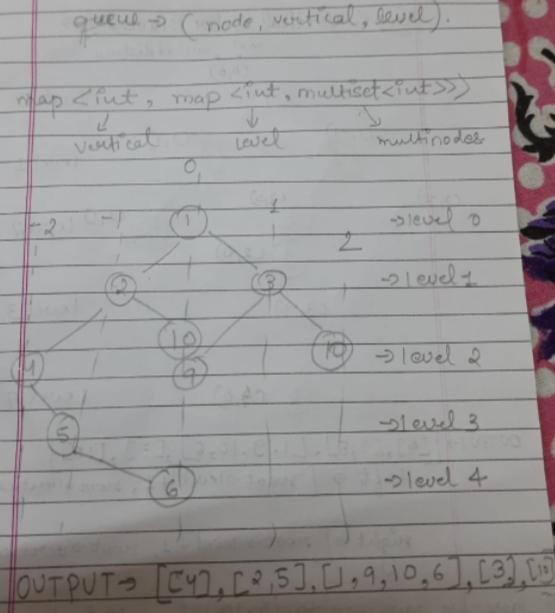 queue → (node, vertical, level).
map <int, map <int, multiset<int>>>
vertical level multinodes
0
-2 -1 1
1 → level 0
2
2 3 → level 1
10 10
4 9 → level 2
5 → level 3
6 → level 4
OUTPUT → [[4], [2,5], [1,9,10,6], [3], [10]